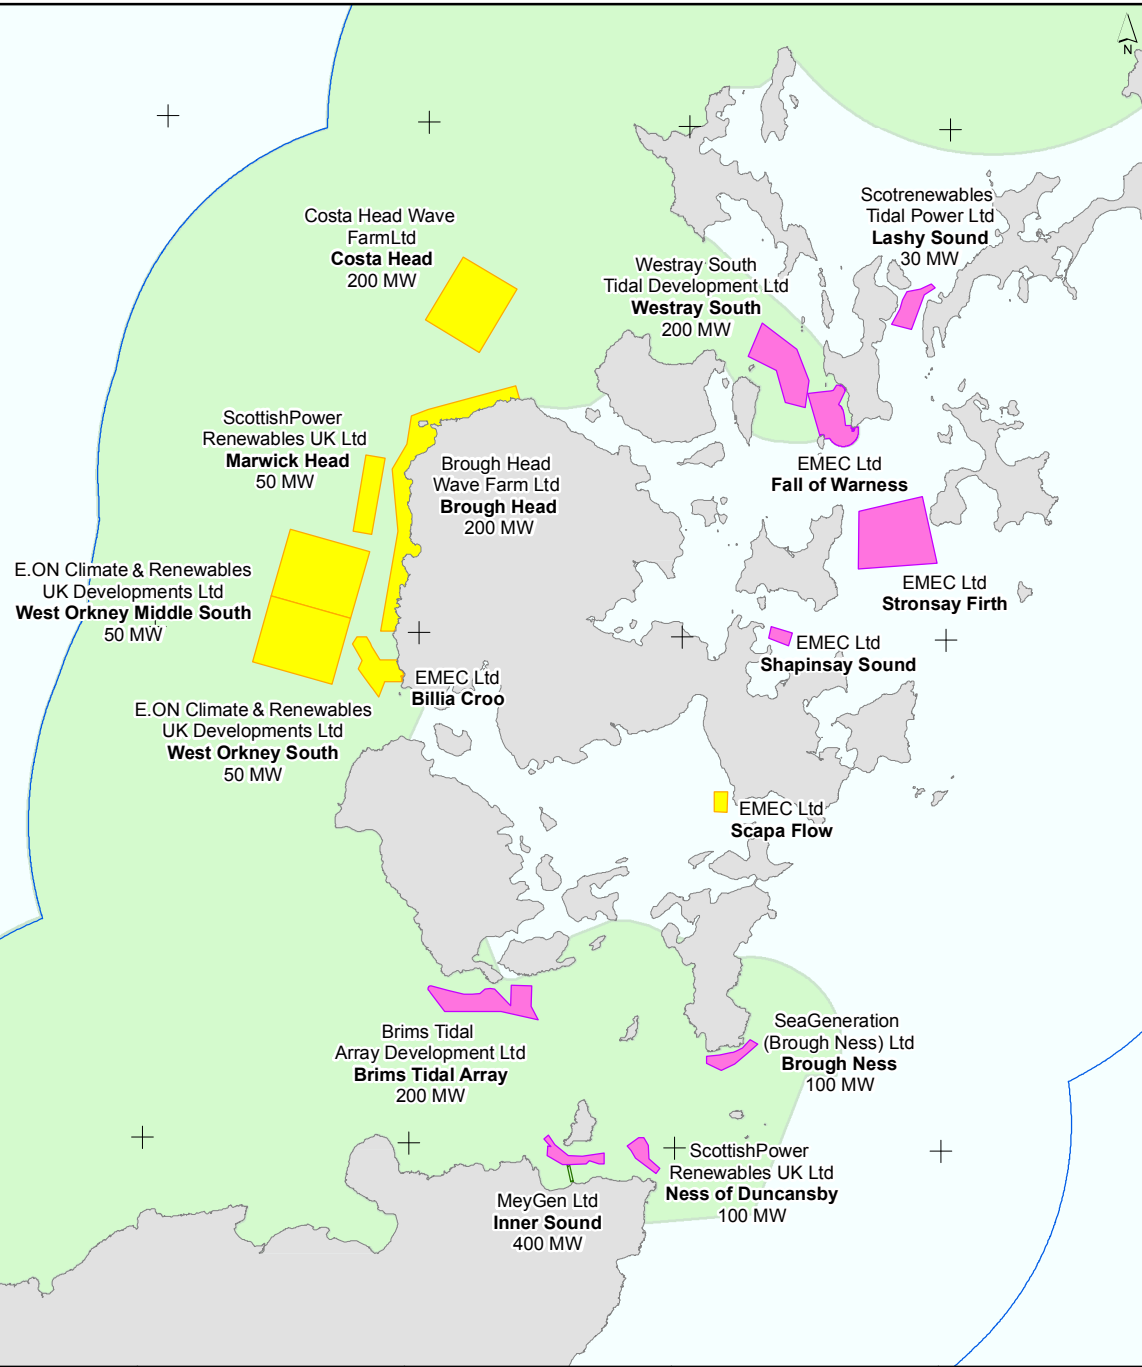 N
Scotrenewables
Tidal Power Ltd
Lashy Sound
30 MW
Costa Head Wave
FarmLtd
Costa Head
200 MW
Westray South
Tidal Development Ltd
Westray South
200 MW
ScottishPower
Renewables UK Ltd
Marwick Head
50 MW
Brough Head
Wave Farm Ltd
Brough Head
200 MW
EMEC Ltd
Fall of Warness
E.ON Climate & Renewables
UK Developments Ltd
West Orkney Middle South
50 MW
EMEC Ltd
Stronsay Firth
EMEC Ltd
Shapinsay Sound
EMEC Ltd
Billia Croo
E.ON Climate & Renewables
UK Developments Ltd
West Orkney South
50 MW
EMEC Ltd
Scapa Flow
SeaGeneration
(Brough Ness) Ltd
Brough Ness
100 MW
Brims Tidal
Array Development Ltd
Brims Tidal Array
200 MW
ScottishPower
Renewables UK Ltd
Ness of Duncansby
100 MW
MeyGen Ltd
Inner Sound
400 MW